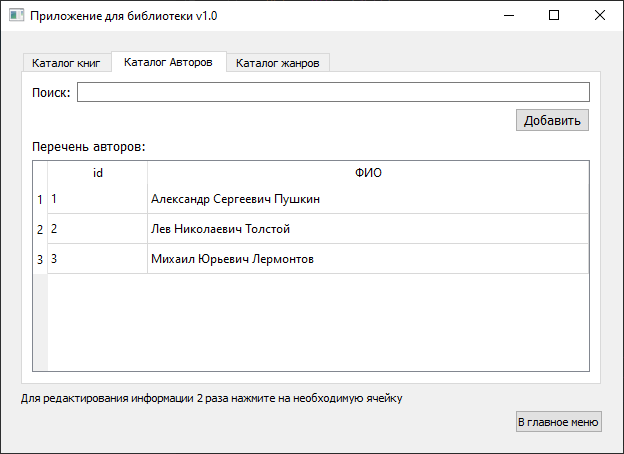 Приложение для библиотеки v1.0
Каталог книг Каталог Авторов Каталог жанров
Поиск:
Добавить
Перечень авторов:
id ФИО
1 1 Александр Сергеевич Пушкин
2 2 Лев Николаевич Толстой
3 3 Михаил Юрьевич Лермонтов
Для редактирования информации 2 раза нажмите на необходимую ячейку
В главное меню